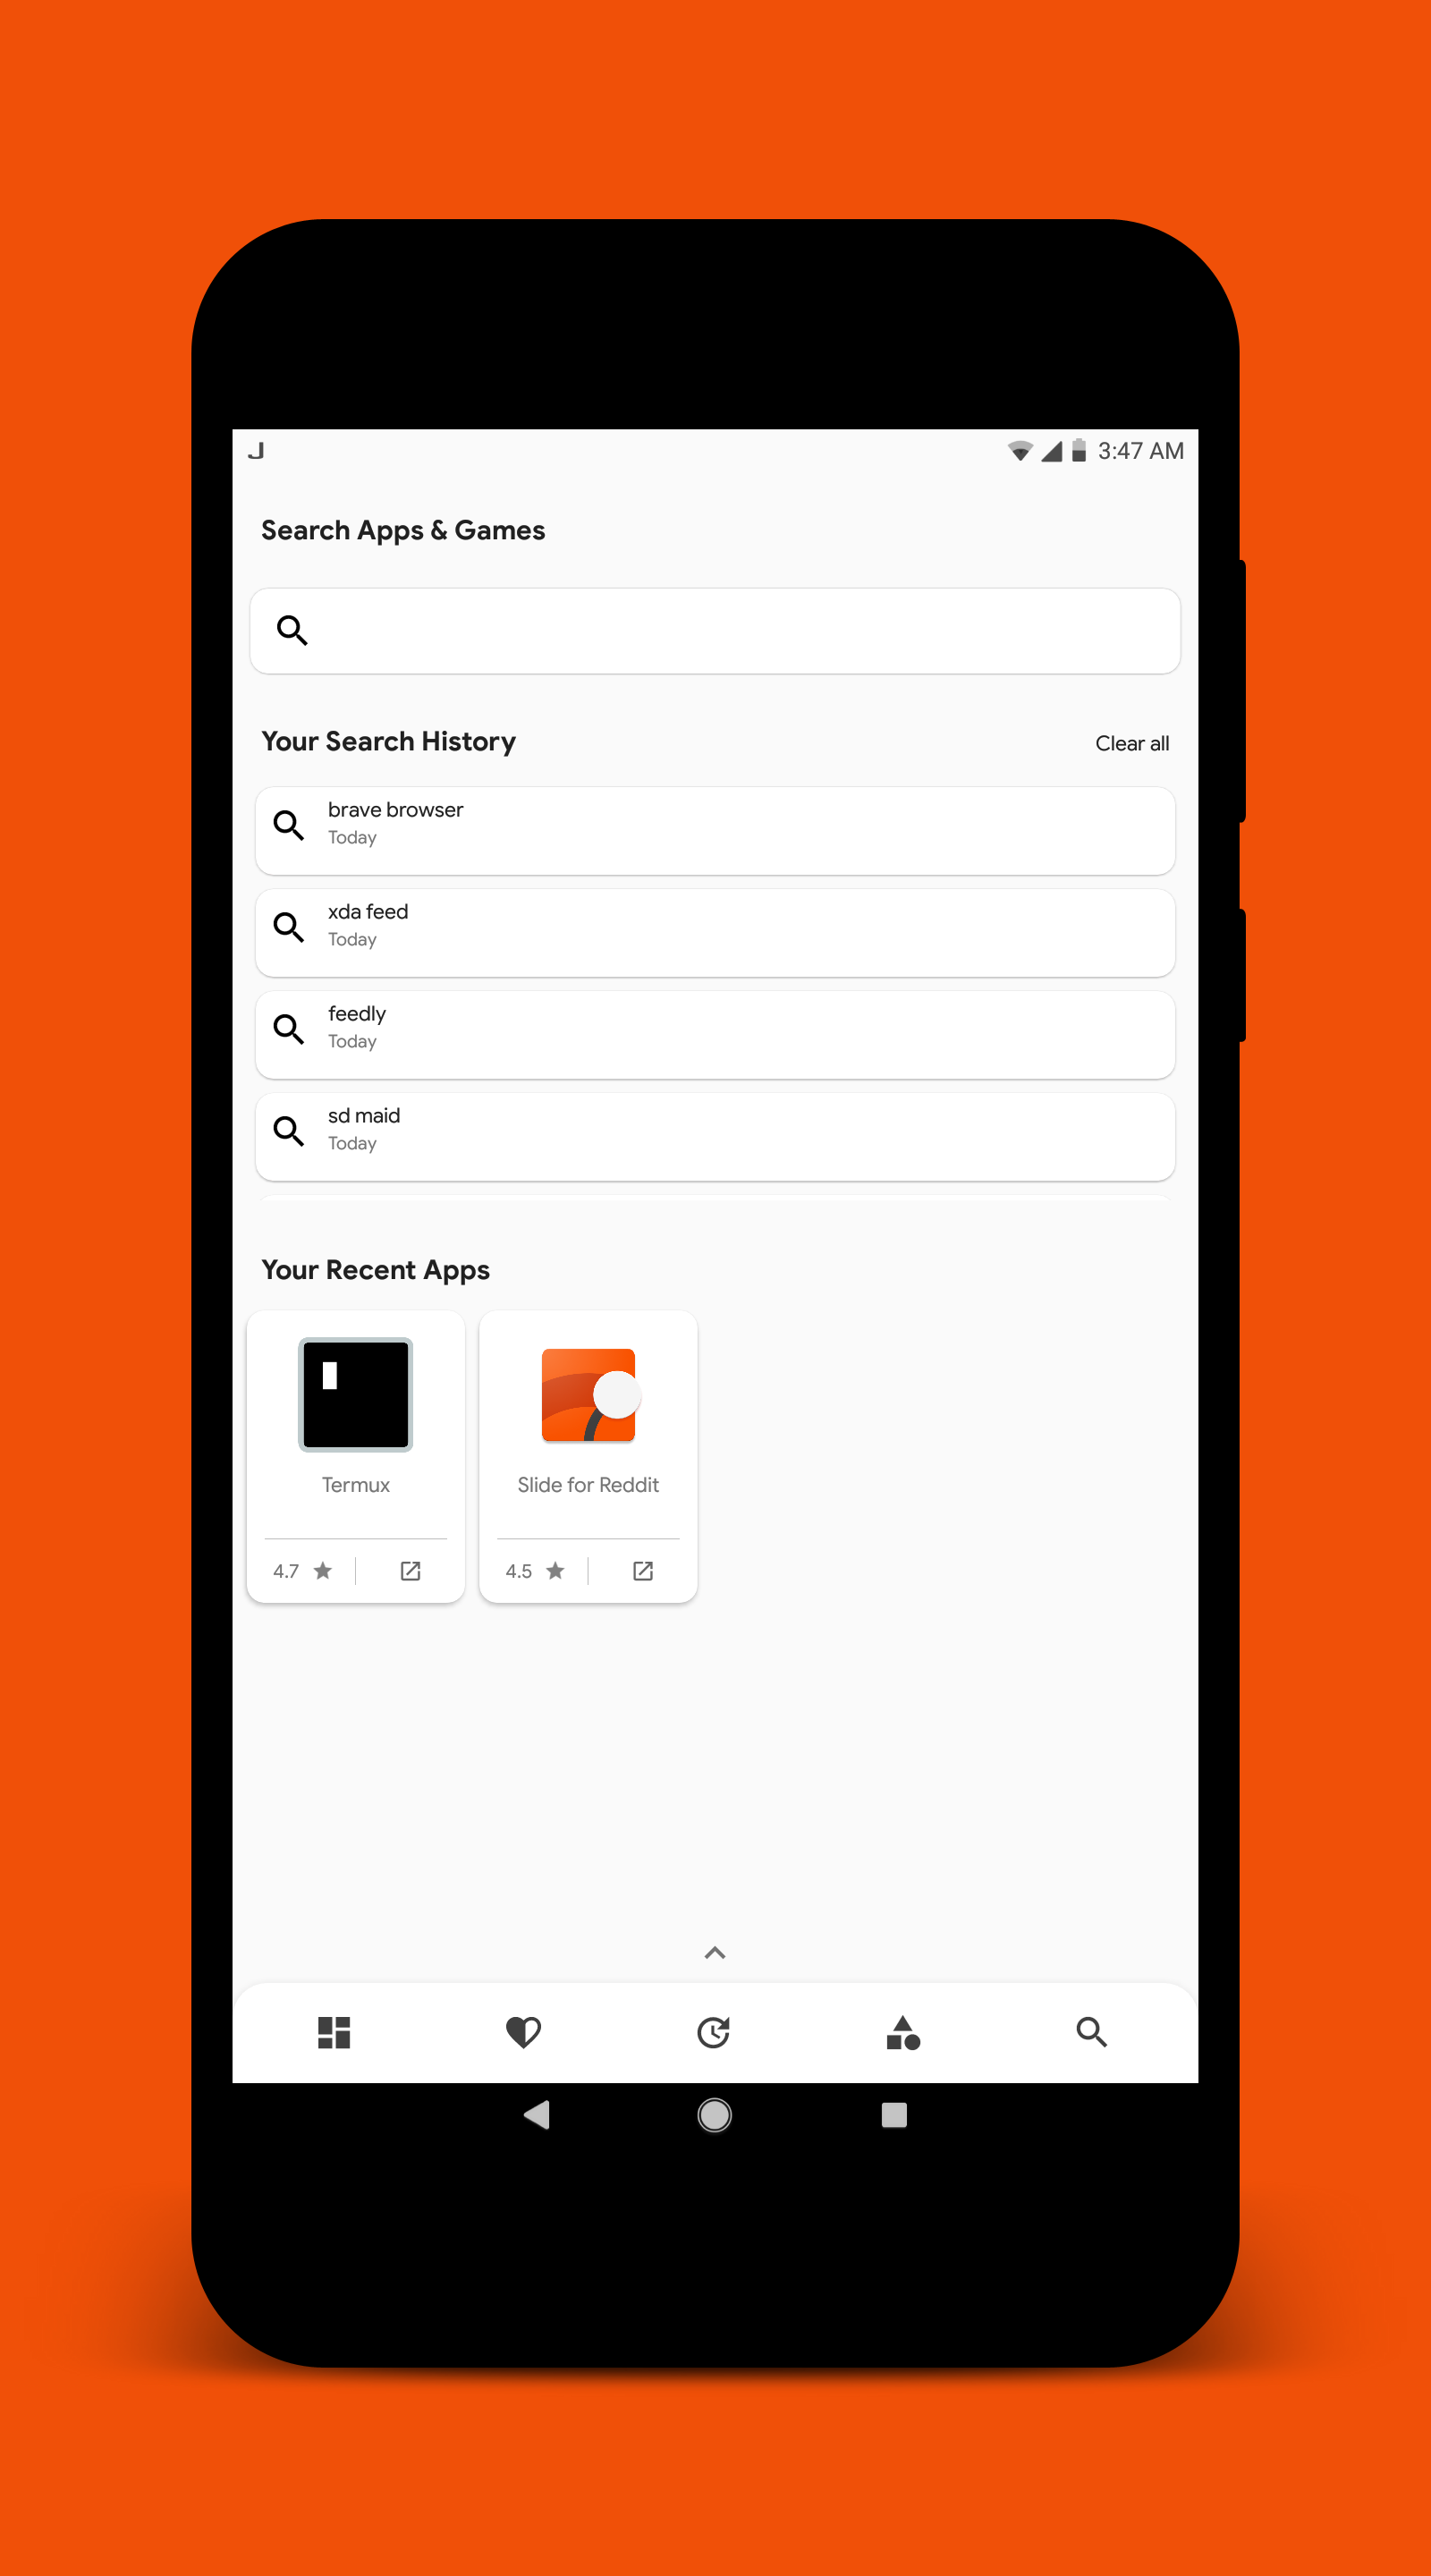 3:47 AM
Search Apps & Games
Your Search History
Clear all
brave browser
Today
xda feed
Today
feedly
Today
sd maid
Today
Your Recent Apps
Termux
Slide for Reddit
4.7
4.5